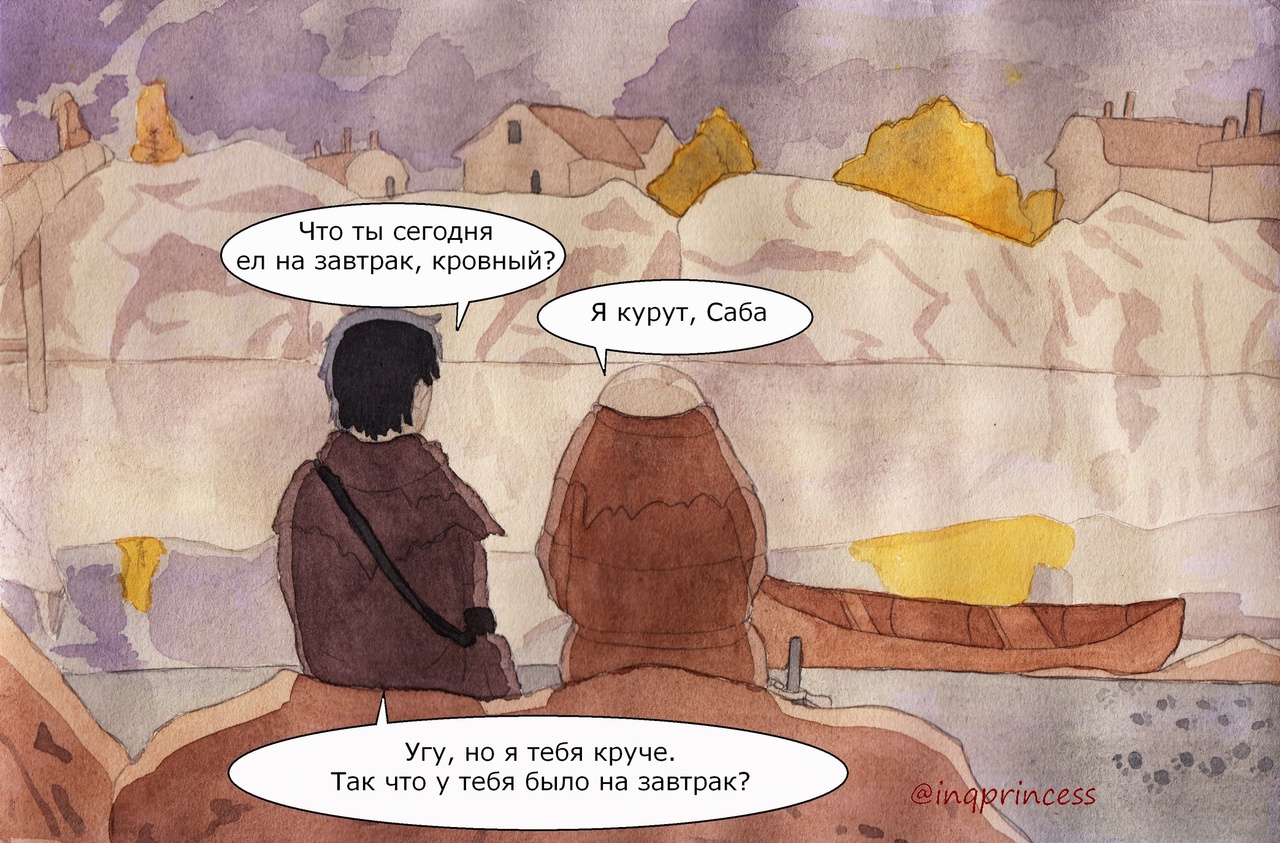 Что ты сегодня
ел на завтрак, кровный?
Я курут, Саба
Угу, но я тебя круче.
Так что у тебя было на завтрак?
@inqprincess